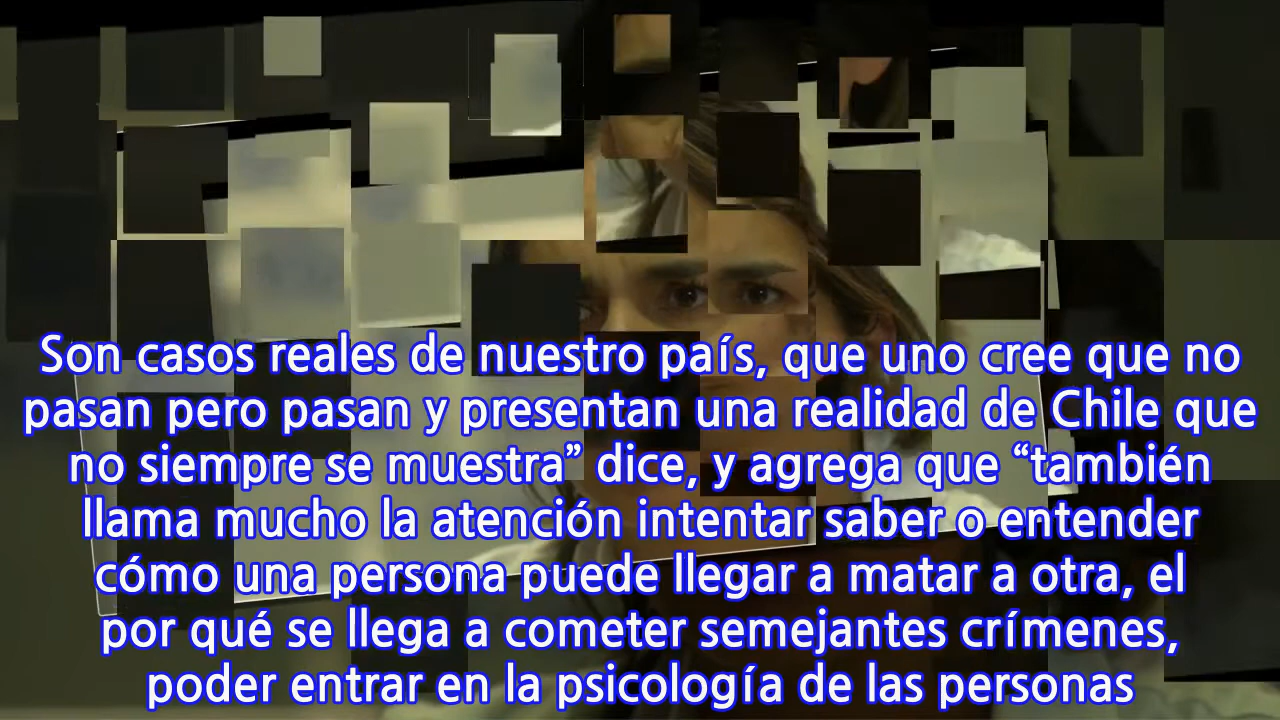 Son casos reales de nuestro país, que uno cree que no
pasan pero pasan y presentan una realidad de Chile que
no siempre se muestra” dice, y agrega que “también
llama mucho la atención intentar saber o entender
cómo una persona puede llegar a matar a otra, el
por qué se llega a cometer semejantes crímenes,
poder entrar en la psicología de las personas